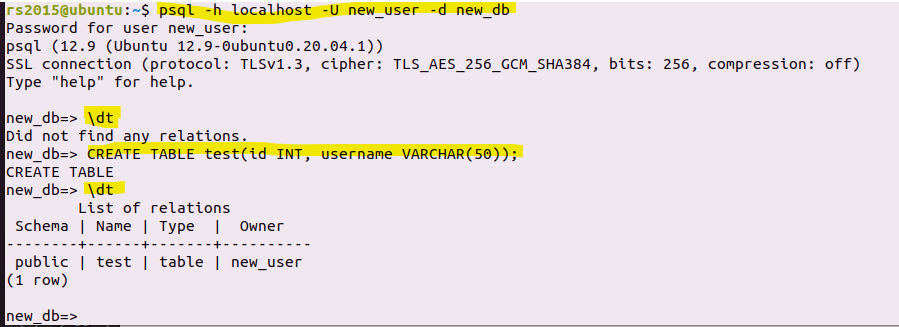 rs2015@ubuntu:~$ psql -h localhost -U new_user -d new_db
Password for user new_user:
psql (12.9 (Ubuntu 12.9-0ubuntu0.20.04.1))
SSL connection (protocol: TLSv1.3, cipher: TLS_AES_256_GCM_SHA384, bits: 256, compression: off)
Type "help" for help.

new_db=> \dt
Did not find any relations.
new_db=> CREATE TABLE test(id INT, username VARCHAR(50));
CREATE TABLE
new_db=> \dt
        List of relations
 Schema | Name | Type  |  Owner
--------+------+-------+----------
 public | test | table | new_user
(1 row)

new_db=>